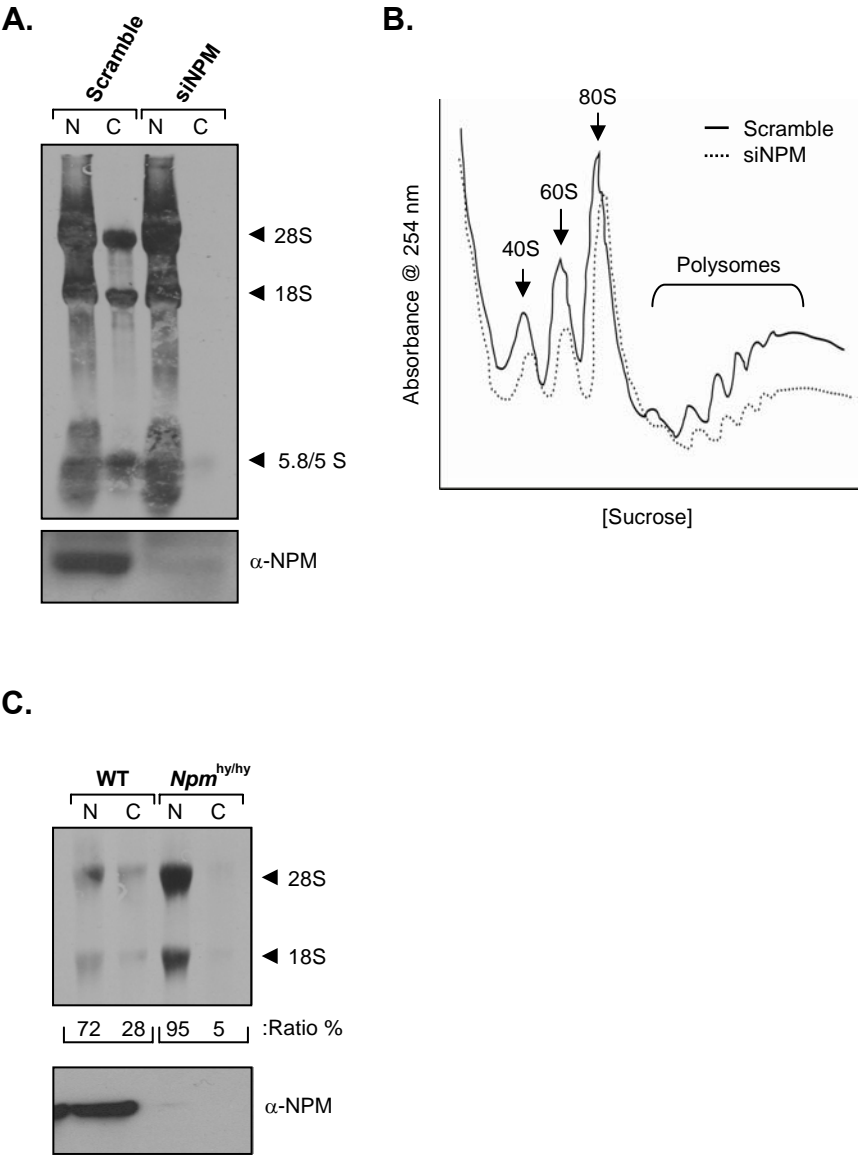 A.
Scramble siNPM
N C N C
28S
18S
5.8/5 S
α-NPM
B.
Absorbance @ 254 nm
40S
60S
80S
Scramble
siNPM
Polysomes
[Sucrose]
C.
WT Npm^hy/hy
N C N C
28S
18S
72 28 95 5 :Ratio %
α-NPM